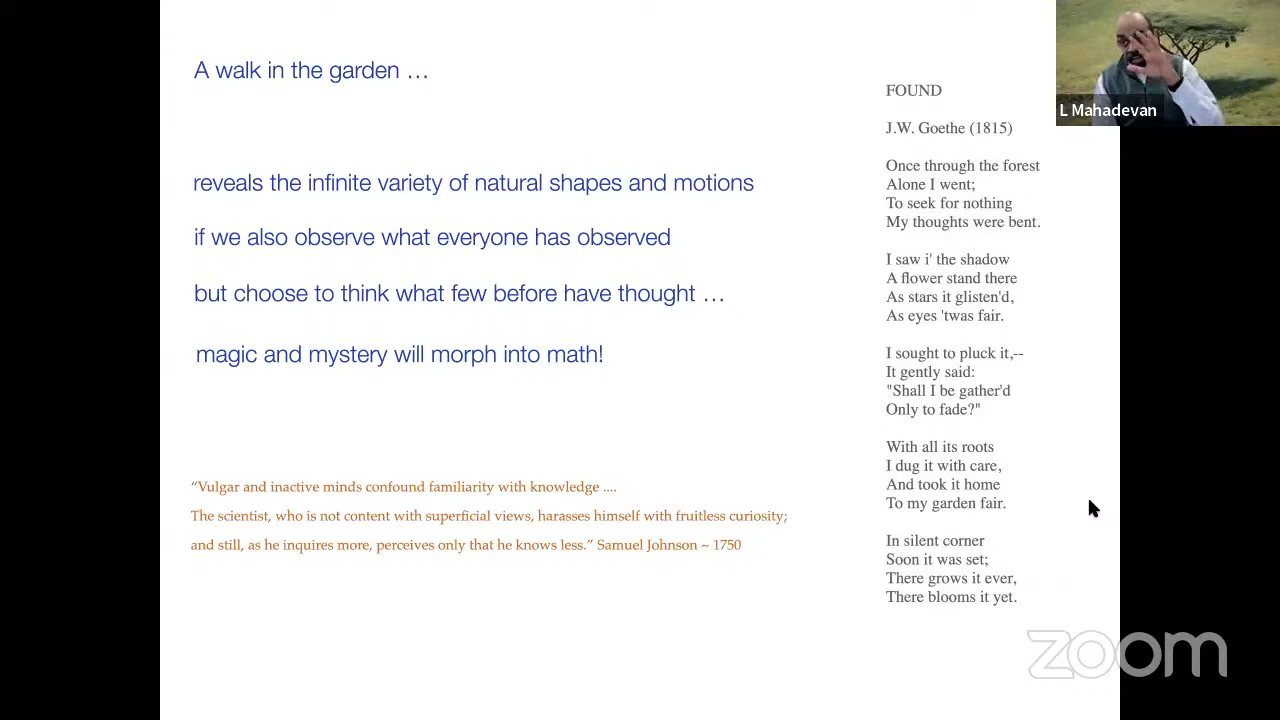 A walk in the garden …
reveals the infinite variety of natural shapes and motions
if we also observe what everyone has observed
but choose to think what few before have thought …
magic and mystery will morph into math!
“Vulgar and inactive minds confound familiarity with knowledge ....
The scientist, who is not content with superficial views, harasses himself with fruitless curiosity;
and still, as he inquires more, perceives only that he knows less.” Samuel Johnson ~ 1750
FOUND
J.W. Goethe (1815)
Once through the forest
Alone I went;
To seek for nothing
My thoughts were bent.
I saw i' the shadow
A flower stand there
As stars it glisten'd,
As eyes 'twas fair.
I sought to pluck it,--
It gently said:
"Shall I be gather'd
Only to fade?"
With all its roots
I dug it with care,
And took it home
To my garden fair.
In silent corner
Soon it was set;
There grows it ever,
There blooms it yet.
L Mahadevan
zoom